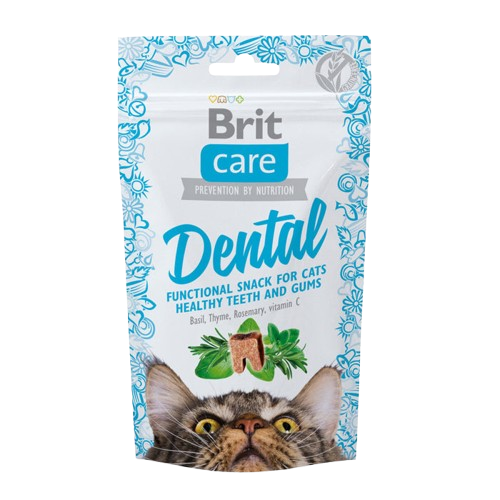 Brit
care
PREVENTION BY NUTRITION
Dental
FUNCTIONAL SNACK FOR CATS
HEALTHY TEETH AND GUMS
Basil, Thyme, Rosemary, vitamin C